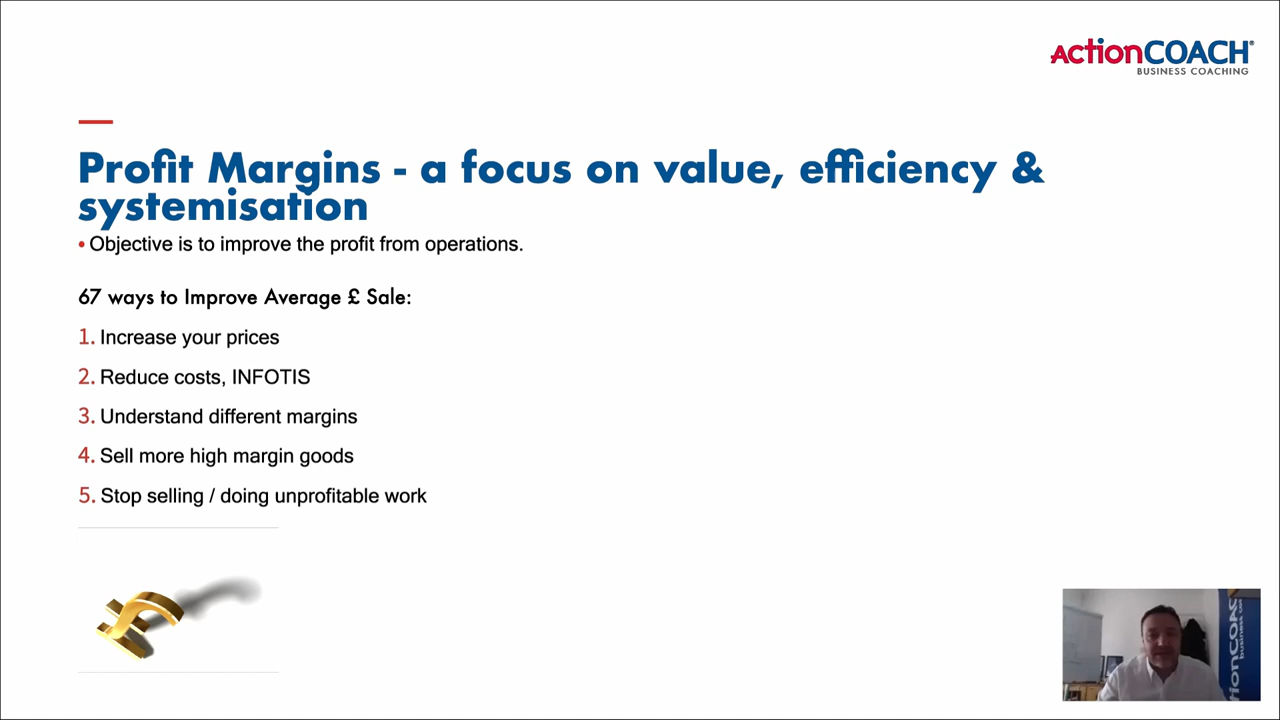 ActionCOACH®
BUSINESS COACHING
Profit Margins - a focus on value, efficiency &
systemisation
• Objective is to improve the profit from operations.
67 ways to Improve Average £ Sale:
1. Increase your prices
2. Reduce costs, INFOTIS
3. Understand different margins
4. Sell more high margin goods
5. Stop selling / doing unprofitable work
tionCOAC
business